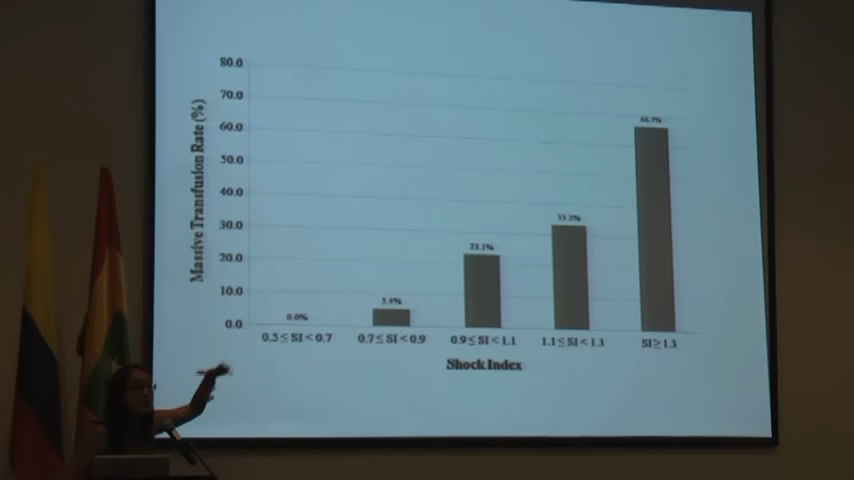 80.0
70.0
60.0
50.0
40.0
30.0
20.0
10.0
0.0
Massive Transfusion Rate (%)
0.0%
23.1%
66.7%
0.5 ≤ SI < 0.7
0.7 ≤ SI < 0.9
0.9 ≤ SI < 1.1
1.1 ≤ SI < 1.3
SI ≥ 1.3
Shock Index